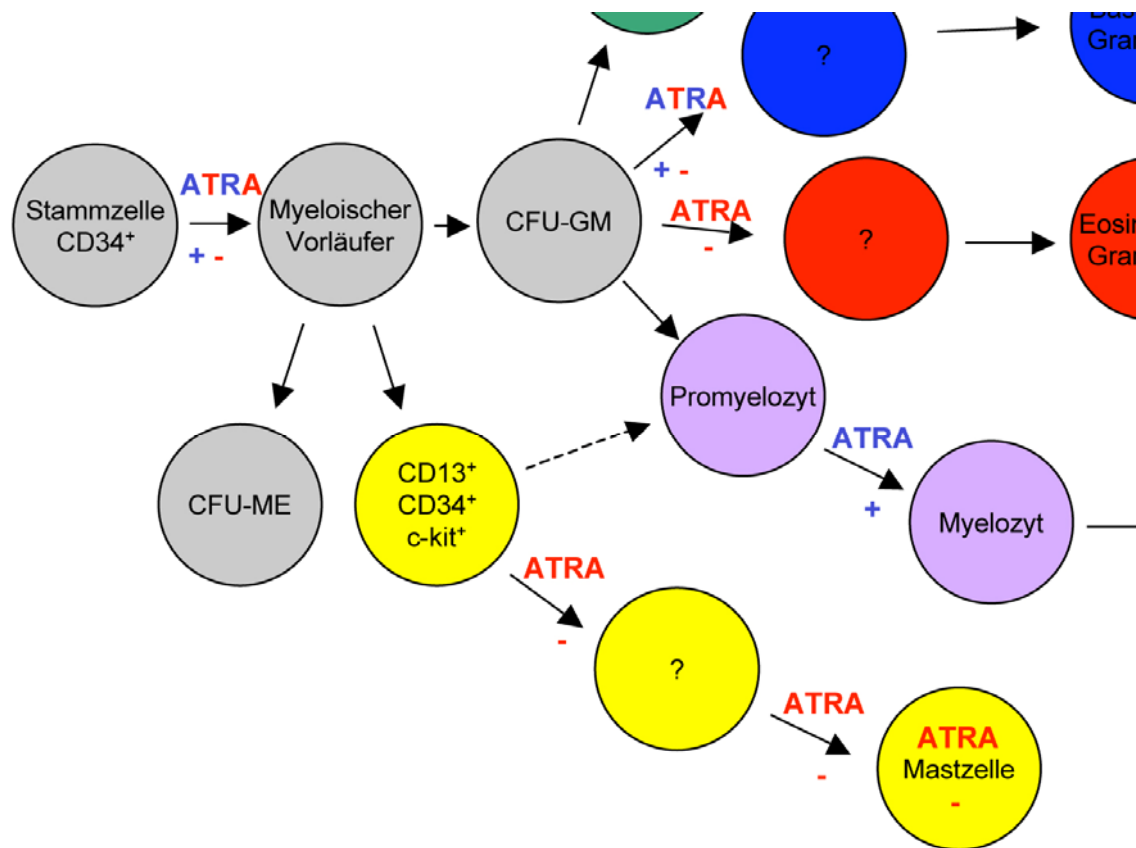 ?
ATRA
+ -
Stammzelle
CD34⁺
ATRA
+ -
Myeloischer
Vorläufer
CFU-GM
ATRA
-
?
Promyelozyt
ATRA
+
Myelozyt
CFU-ME
CD13⁺
CD34⁺
c-kit⁺
ATRA
-
?
ATRA
-
ATRA
Mastzelle
-